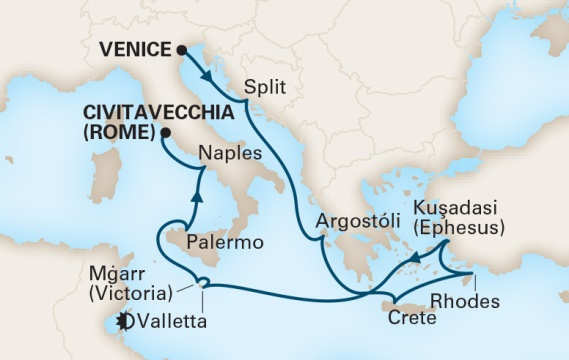 VENICE
Split
CIVITAVECCHIA
(ROME)
Naples
Argostóli
Kuşadasi
(Ephesus)
Palermo
Mġarr
(Victoria)
Rhodes
Crete
Valletta